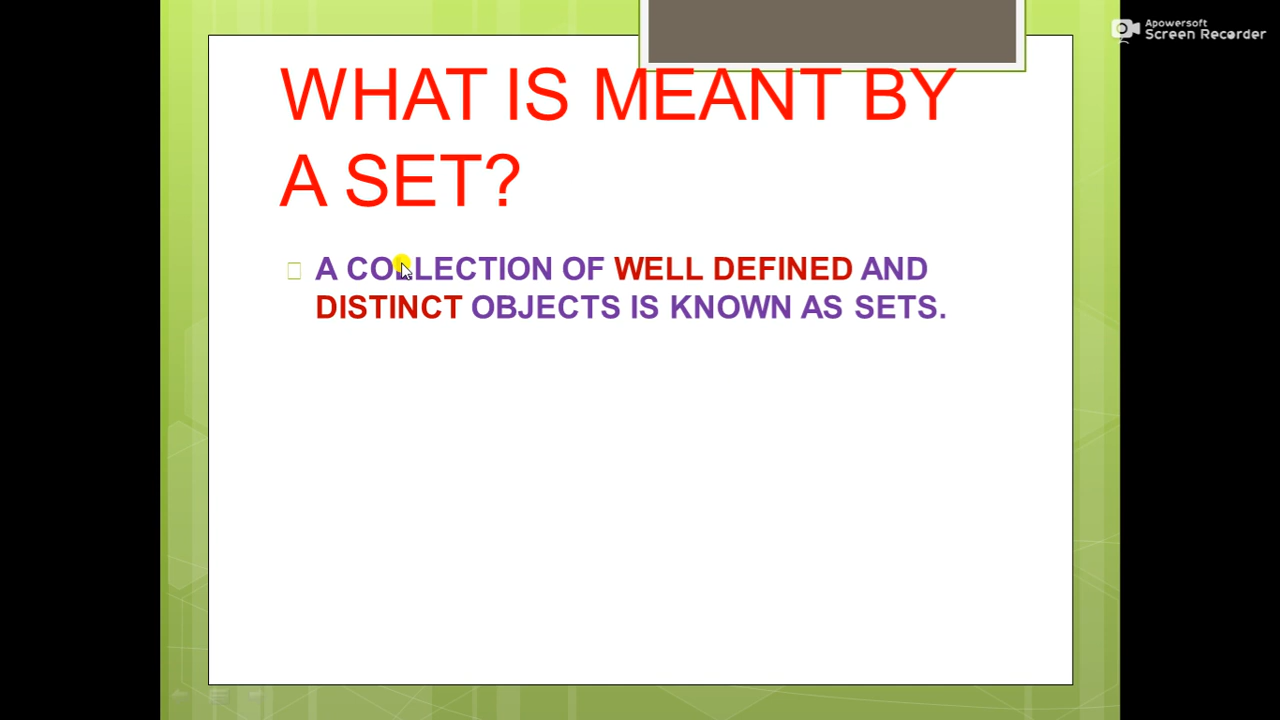 Apowersoft
Screen Recorder
WHAT IS MEANT BY
A SET?
A COLLECTION OF WELL DEFINED AND
DISTINCT OBJECTS IS KNOWN AS SETS.